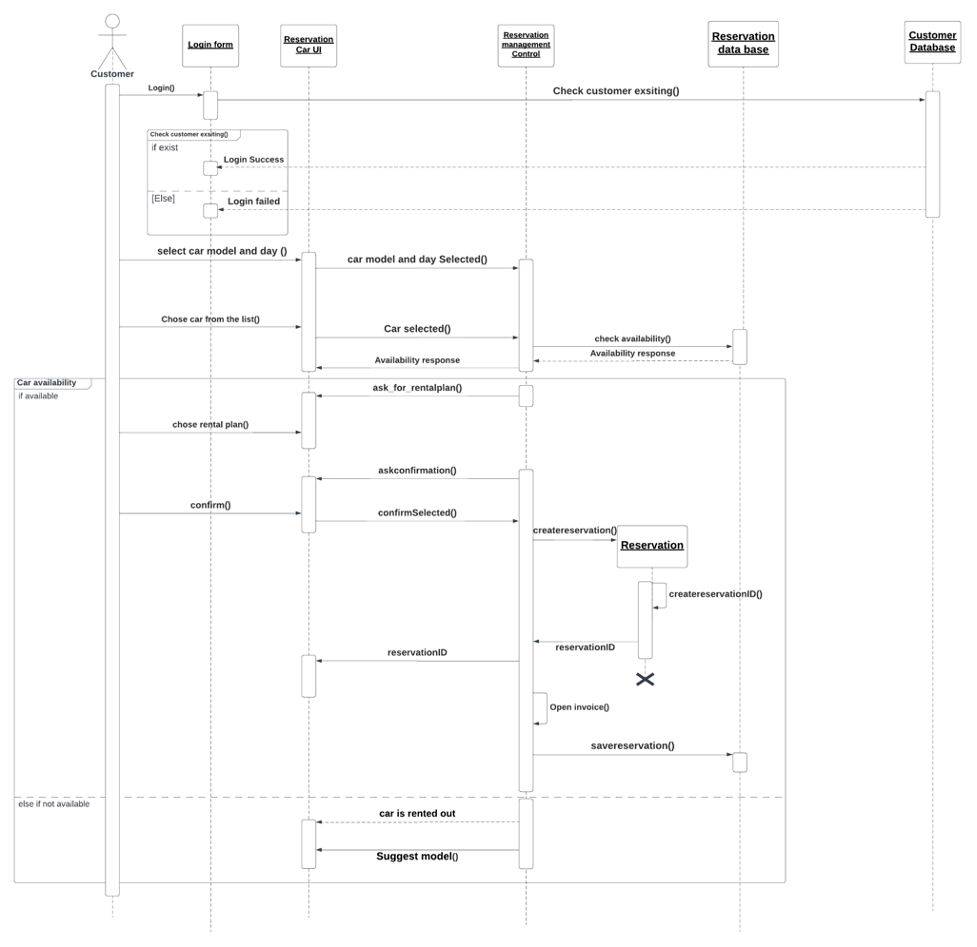 Customer
Login form
Reservation
Car UI
Reservation
management
Control
Reservation
data base
Customer
Database
Login()
Check customer exsiting()
Check customer exsiting()
if exist
Login Success
[Else]
Login failed
select car model and day ()
car model and day Selected()
Chose car from the list()
Car selected()
check availability()
Availability response
Availability response
Car availability
if available
ask_for_rentalplan()
chose rental plan()
askconfirmation()
confirm()
confirmSelected()
createreservation()
Reservation
createreservationID()
reservationID
reservationID
Open invoice()
savereservation()
else if not available
car is rented out
Suggest model()